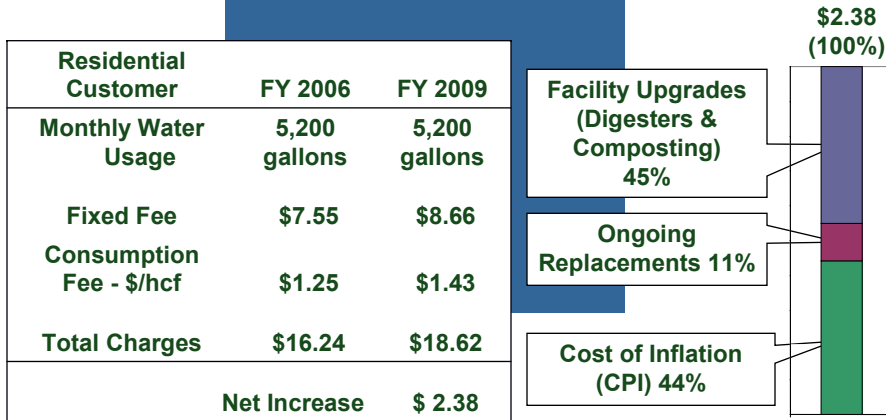 Residential
Customer FY 2006 FY 2009
Monthly Water 5,200 5,200
Usage gallons gallons
Fixed Fee $7.55 $8.66
Consumption
Fee - $/hcf $1.25 $1.43
Total Charges $16.24 $18.62
Net Increase $ 2.38
$2.38
(100%)
Facility Upgrades
(Digesters &
Composting)
45%
Ongoing
Replacements 11%
Cost of Inflation
(CPI) 44%